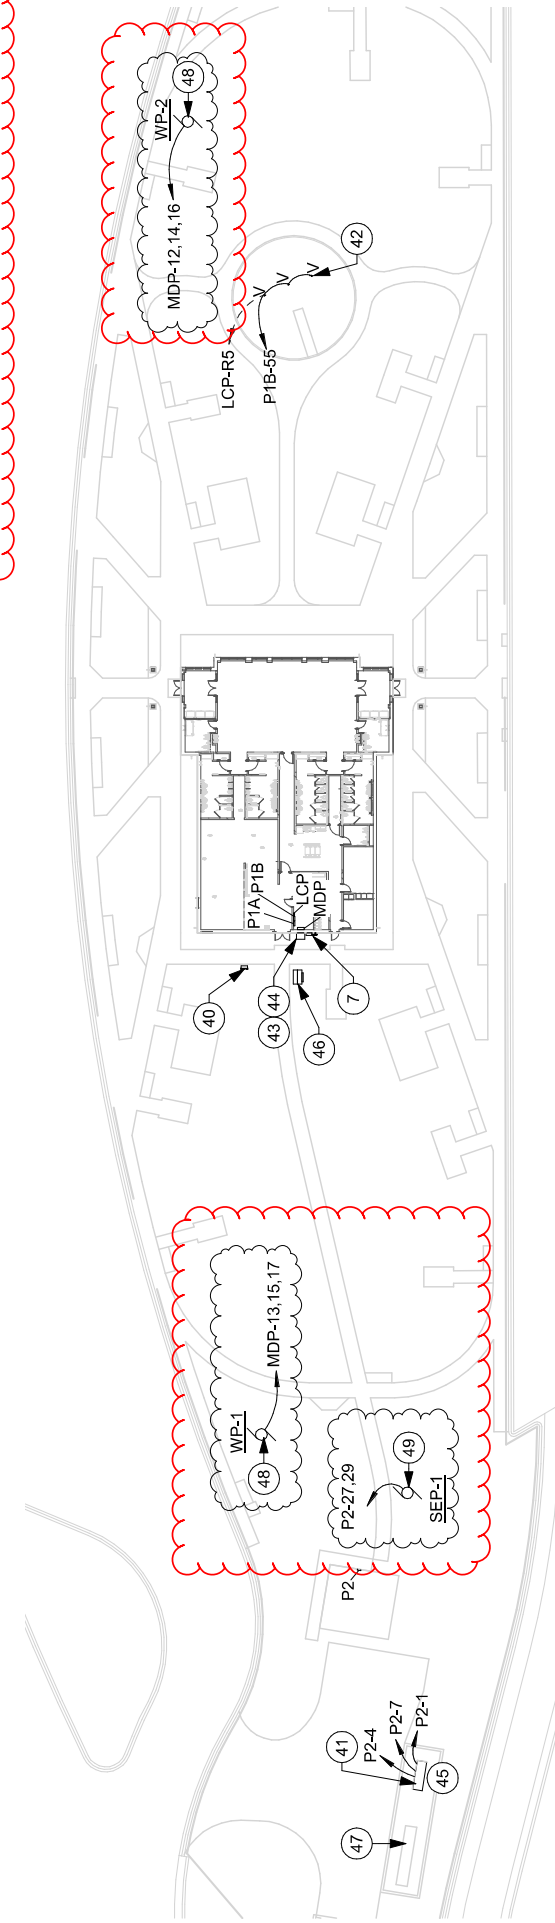 48
WP-2
MDP-12,14,16
42
LCP-R5
P1B-55
P1A,P1B
LCP
MDP
40
43
44
46
7
WP-1
MDP-13,15,17
48
P2-27,29
49
SEP-1
P2
41
P2-4
P2-7
P2-1
45
47